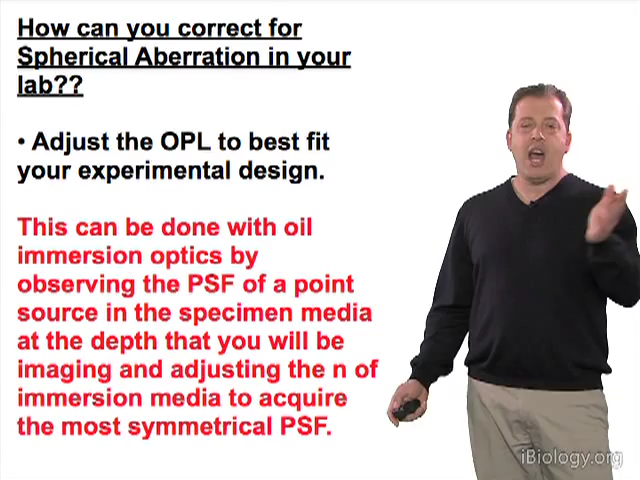 How can you correct for
Spherical Aberration in your
lab??
• Adjust the OPL to best fit
your experimental design.
This can be done with oil
immersion optics by
observing the PSF of a point
source in the specimen media
at the depth that you will be
imaging and adjusting the n of
immersion media to acquire
the most symmetrical PSF.
iBiology.org